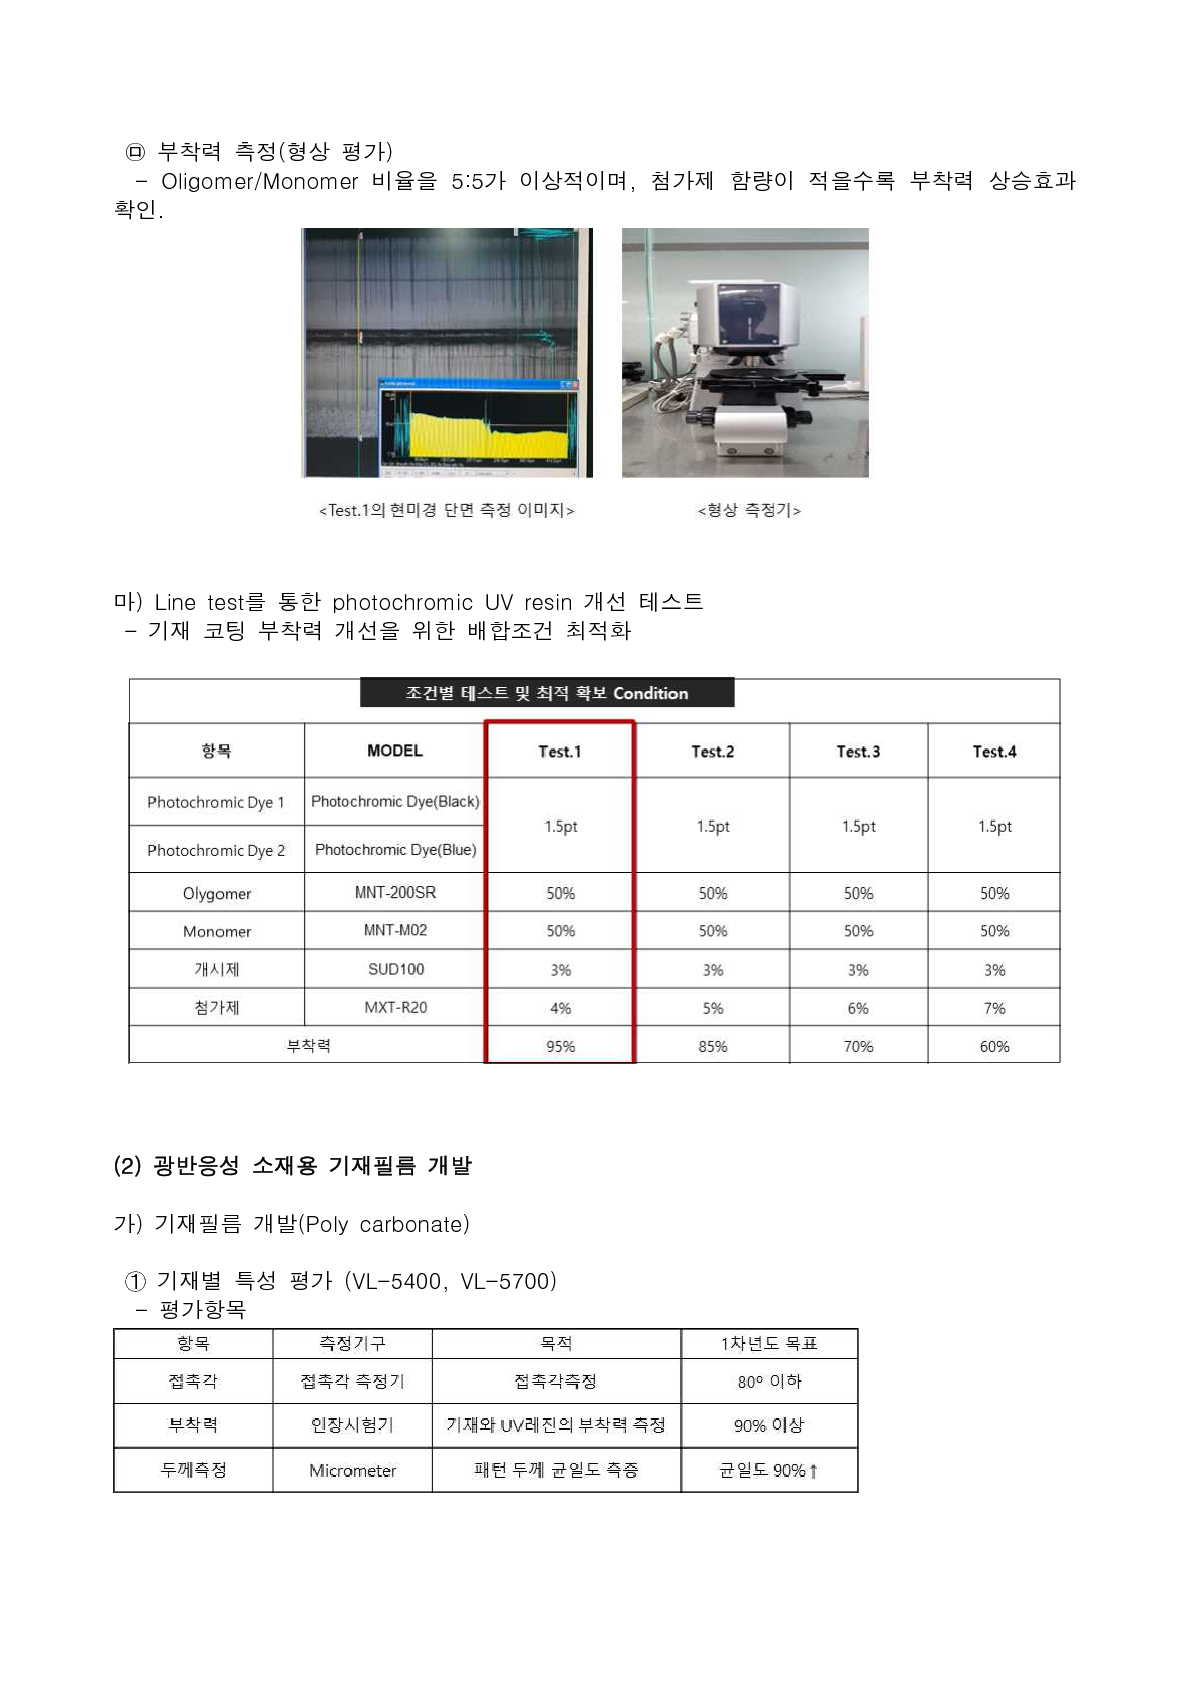 ㉤ 부착력 측정(형상 평가)
- Oligomer/Monomer 비율을 5:5가 이상적이며, 첨가제 함량이 적을수록 부착력 상승효과
확인.
<Test.1의 현미경 단면 측정 이미지>
<형상 측정기>
마) Line test를 통한 photochromic UV resin 개선 테스트
- 기재 코팅 부착력 개선을 위한 배합조건 최적화
조건별 테스트 및 최적 확보 Condition
항목 MODEL Test.1 Test.2 Test.3 Test.4
Photochromic Dye 1 Photochromic Dye(Black)
1.5pt 1.5pt 1.5pt 1.5pt
Photochromic Dye 2 Photochromic Dye(Blue)
Olygomer MNT-200SR 50% 50% 50% 50%
Monomer MNT-M02 50% 50% 50% 50%
개시제 SUD100 3% 3% 3% 3%
첨가제 MXT-R20 4% 5% 6% 7%
부착력 95% 85% 70% 60%
(2) 광반응성 소재용 기재필름 개발
가) 기재필름 개발(Poly carbonate)
① 기재별 특성 평가 (VL-5400, VL-5700)
- 평가항목
항목 측정기구 목적 1차년도 목표
접촉각 접촉각 측정기 접촉각측정 80º 이하
부착력 인장시험기 기재와 UV레진의 부착력 측정 90% 이상
두께측정 Micrometer 패턴 두께 균일도 측증 균일도 90%↑